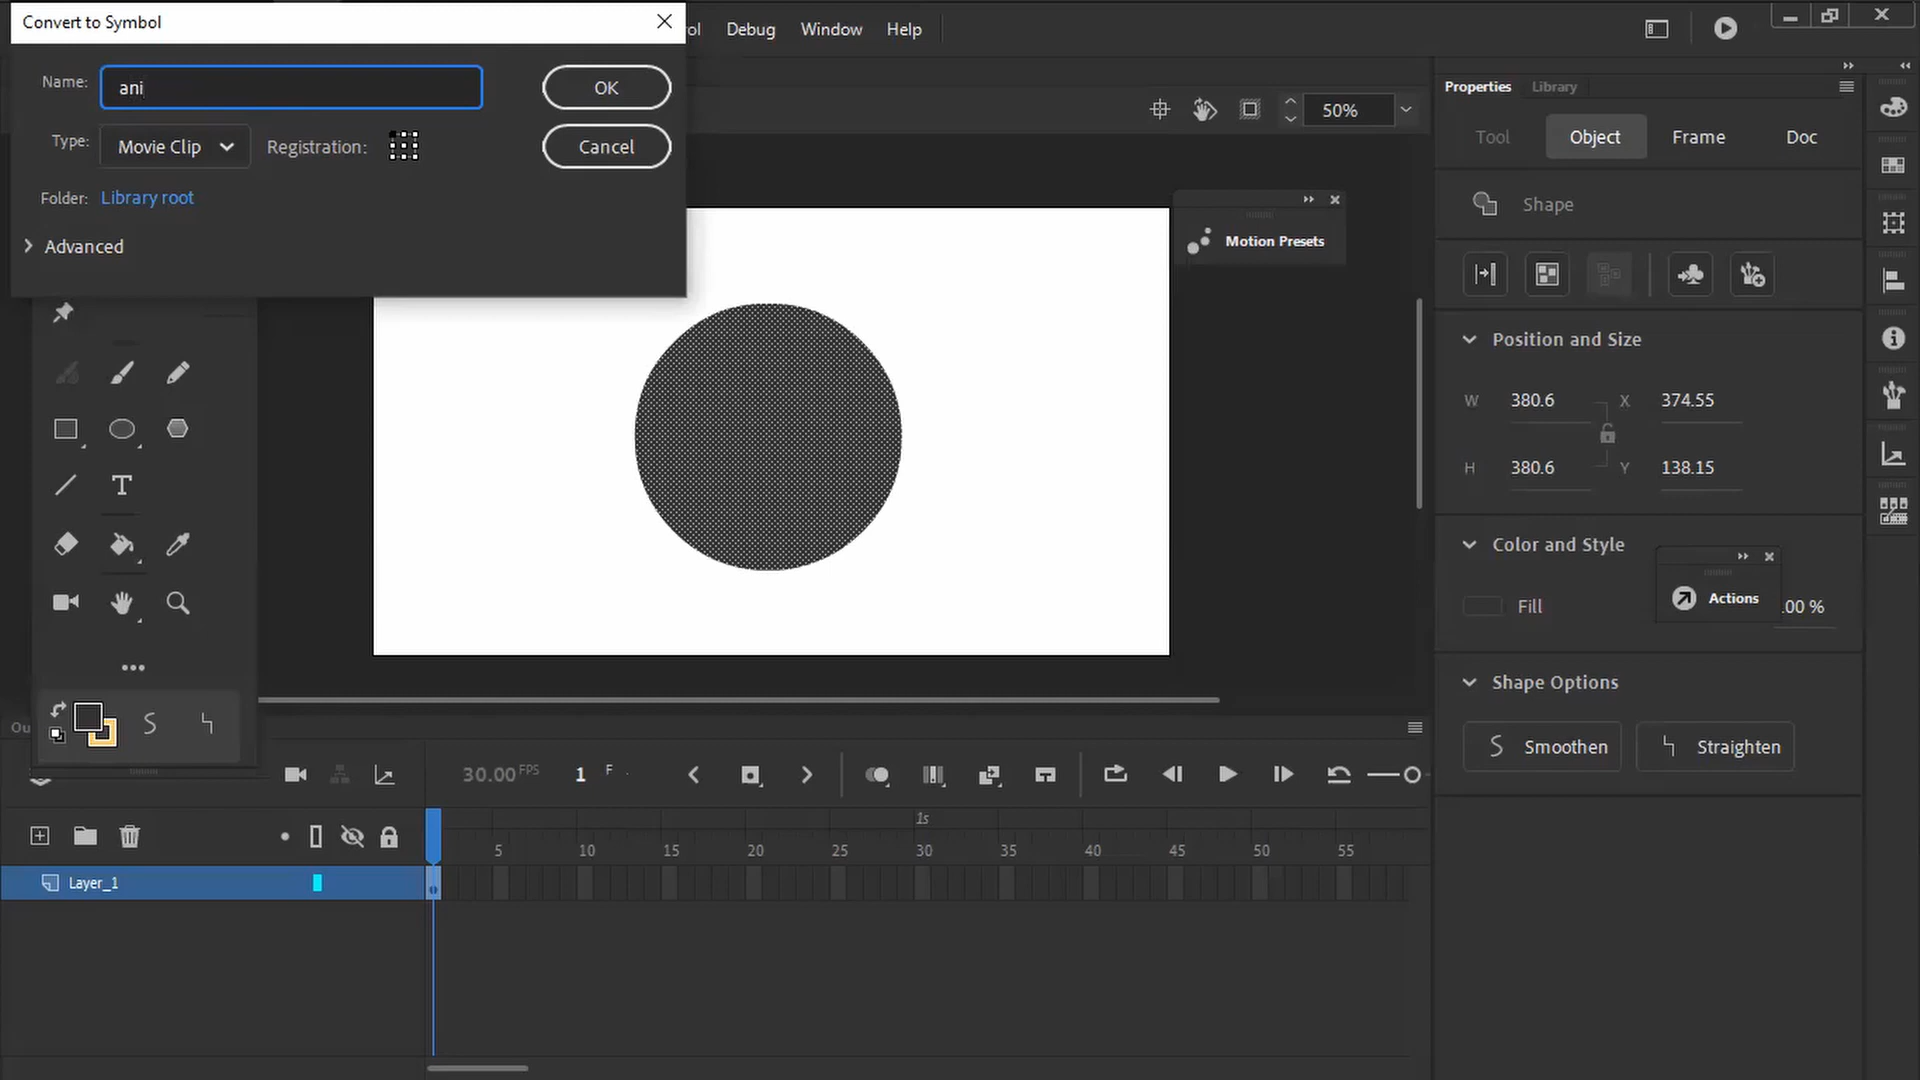 Convert to Symbol
ol Debug Window Help
Name: ani OK
Type: Movie Clip Registration: Cancel
Folder: Library root
Advanced
50%
Motion Presets
Properties Library
Tool Object Frame Doc
Shape
Position and Size
W 380.6 X 374.55
H 380.6 Y 138.15
Color and Style
Fill .00 %
Actions
Shape Options
Smoothen Straighten
T
Ou
30.00 FPS 1 F
1s
5 10 15 20 25 30 35 40 45 50 55
Layer_1